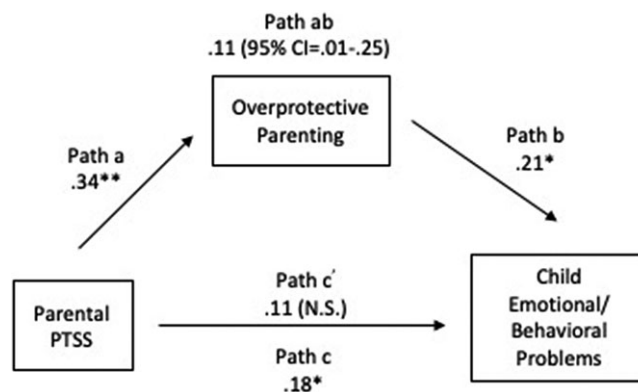 Path ab
.11 (95% CI=.01-.25)
Overprotective
Parenting
Path a
.34**
Path b
.21*
Parental
PTSS
Path c′
.11 (N.S.)
Path c
.18*
Child
Emotional/
Behavioral
Problems